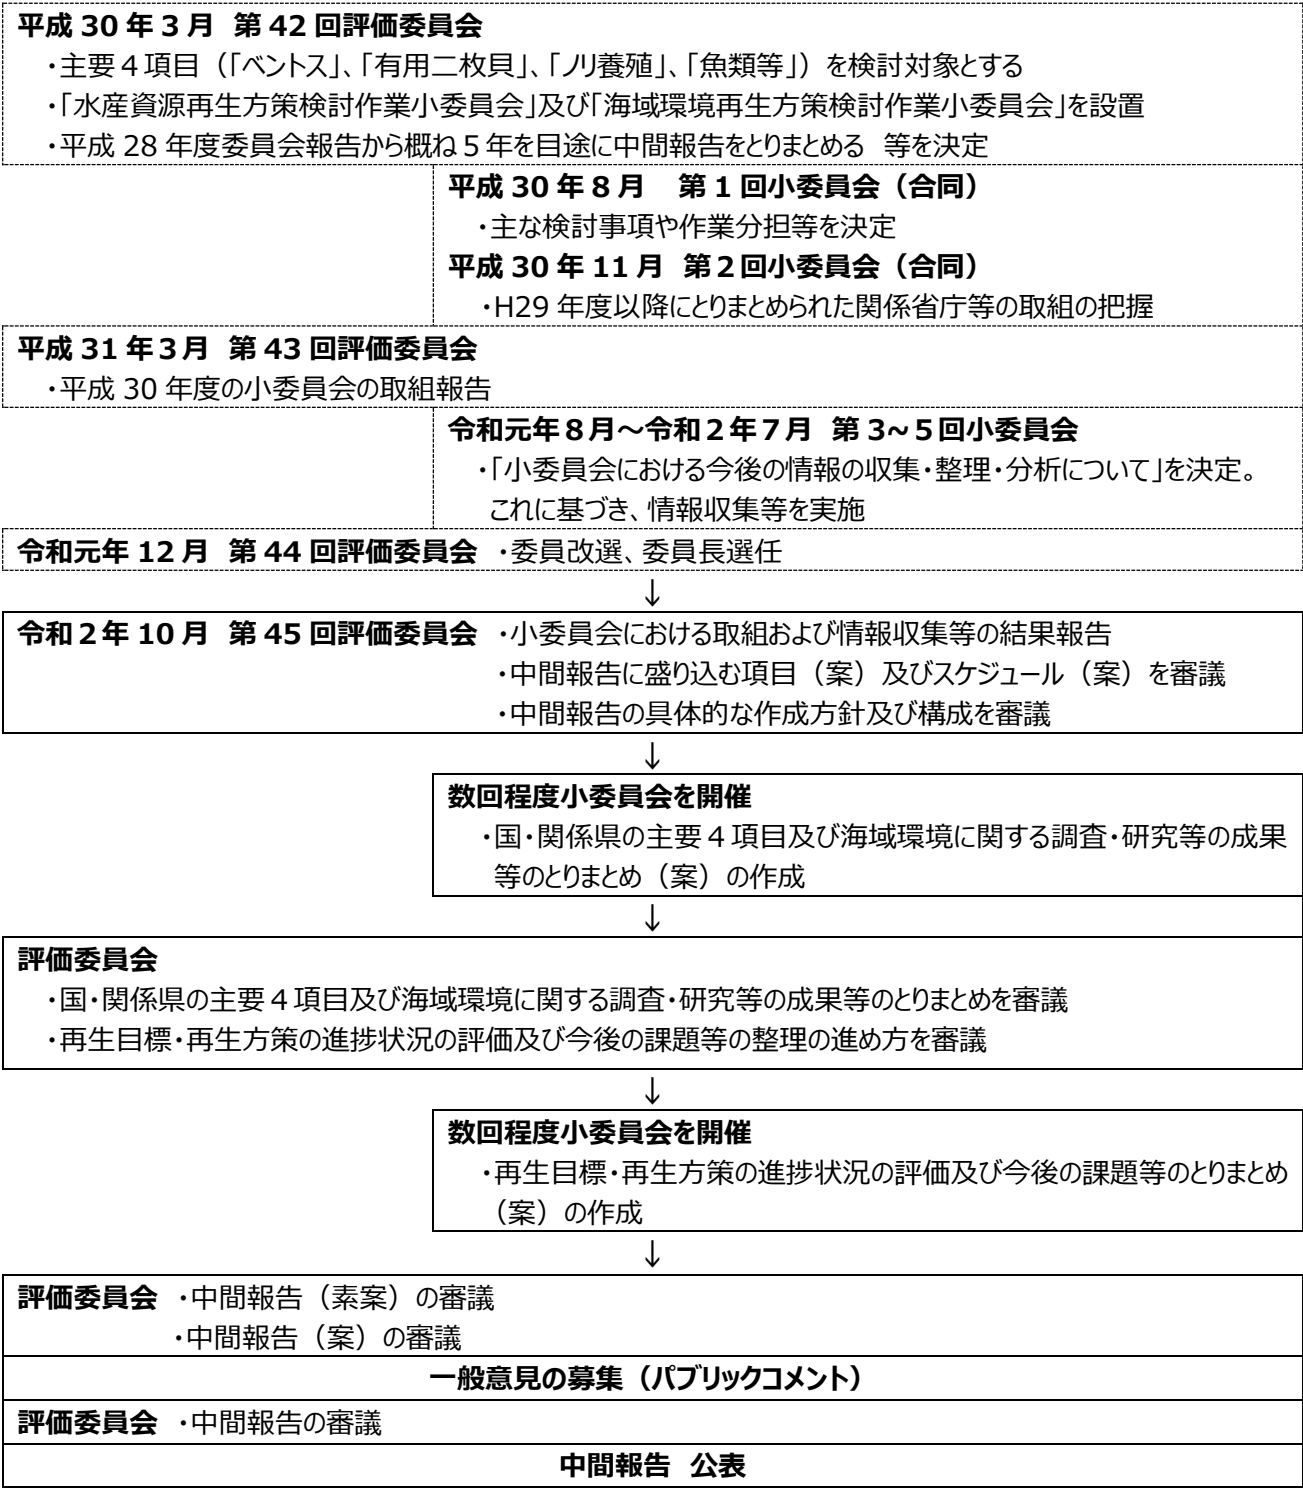 平成 30 年 3 月 第 42 回評価委員会
・主要４項目（「ベントス」、「有用二枚貝」、「ノリ養殖」、「魚類等」）を検討対象とする
・「水産資源再生方策検討作業小委員会」及び「海域環境再生方策検討作業小委員会」を設置
・平成 28 年度委員会報告から概ね５年を目途に中間報告をとりまとめる 等を決定
平成 30 年 8 月 第 1 回小委員会（合同）
・主な検討事項や作業分担等を決定
平成 30 年 11 月 第２回小委員会（合同）
・H29 年度以降にとりまとめられた関係省庁等の取組の把握
平成 31 年３月 第 43 回評価委員会
・平成 30 年度の小委員会の取組報告
令和元年８月～令和２年７月 第 3~５回小委員会
・「小委員会における今後の情報の収集・整理・分析について」を決定。
これに基づき、情報収集等を実施
令和元年 12 月 第 44 回評価委員会 ・委員改選、委員長選任
↓
令和２年 10 月 第 45 回評価委員会 ・小委員会における取組および情報収集等の結果報告
・中間報告に盛り込む項目（案）及びスケジュール（案）を審議
・中間報告の具体的な作成方針及び構成を審議
↓
数回程度小委員会を開催
・国・関係県の主要４項目及び海域環境に関する調査・研究等の成果
等のとりまとめ（案）の作成
↓
評価委員会
・国・関係県の主要４項目及び海域環境に関する調査・研究等の成果等のとりまとめを審議
・再生目標・再生方策の進捗状況の評価及び今後の課題等の整理の進め方を審議
↓
数回程度小委員会を開催
・再生目標・再生方策の進捗状況の評価及び今後の課題等のとりまとめ
（案）の作成
↓
評価委員会 ・中間報告（素案）の審議
・中間報告（案）の審議
一般意見の募集（パブリックコメント）
評価委員会 ・中間報告の審議
中間報告 公表